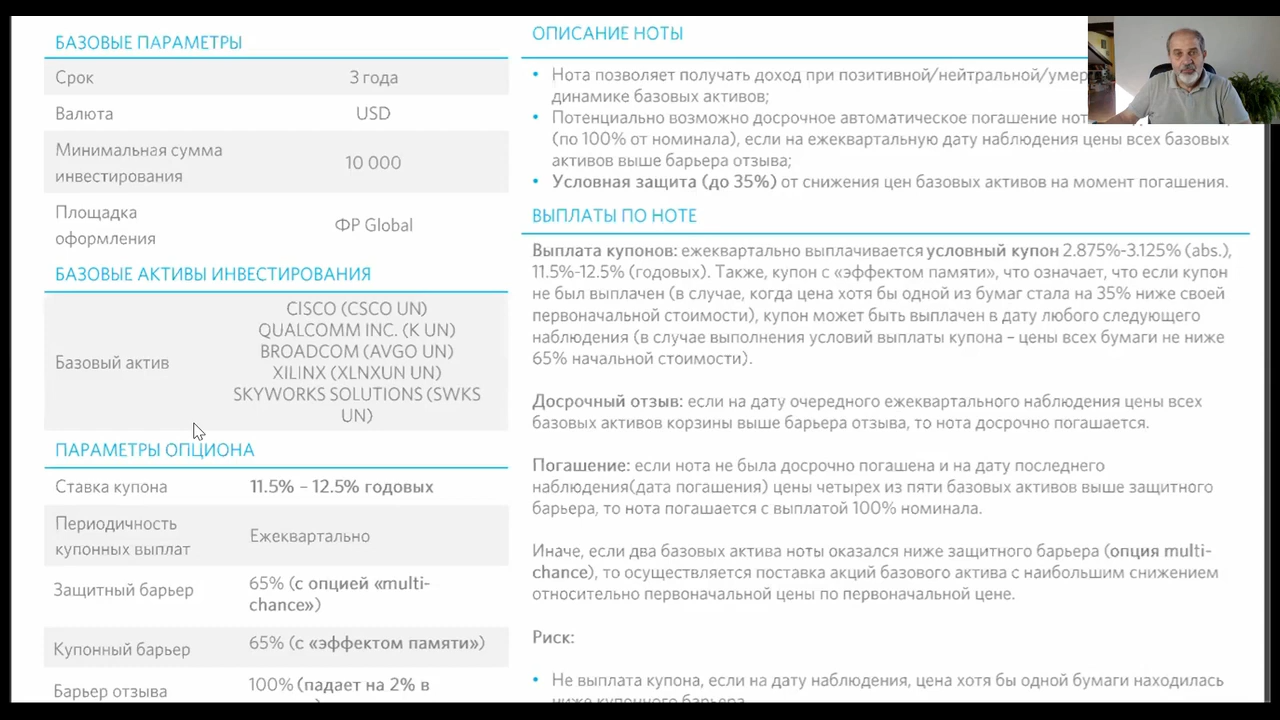 БАЗОВЫЕ ПАРАМЕТРЫ
Срок 3 года
Валюта USD
Минимальная сумма
инвестирования
10 000
Площадка
оформления
ФР Global
БАЗОВЫЕ АКТИВЫ ИНВЕСТИРОВАНИЯ
Базовый актив
CISCO (CSCO UN)
QUALCOMM INC. (K UN)
BROADCOM (AVGO UN)
XILINX (XLNXUN UN)
SKYWORKS SOLUTIONS (SWKS
UN)
ПАРАМЕТРЫ ОПЦИОНА
Ставка купона 11.5% – 12.5% годовых
Периодичность
купонных выплат
Ежеквартально
Защитный барьер
65% (с опцией «multi-
chance»)
Купонный барьер 65% (с «эффектом памяти»)
Барьер отзыва 100% (падает на 2% в
ОПИСАНИЕ НОТЫ
• Нота позволяет получать доход при позитивной/нейтральной/умер
динамике базовых активов;
• Потенциально возможно досрочное автоматическое погашение нот
(по 100% от номинала), если на ежеквартальную дату наблюдения цены всех базовых
активов выше барьера отзыва;
• Условная защита (до 35%) от снижения цен базовых активов на момент погашения.
ВЫПЛАТЫ ПО НОТЕ
Выплата купонов: ежеквартально выплачивается условный купон 2.875%-3.125% (abs.),
11.5%-12.5% (годовых). Также, купон с «эффектом памяти», что означает, что если купон
не был выплачен (в случае, когда цена хотя бы одной из бумаг стала на 35% ниже своей
первоначальной стоимости), купон может быть выплачен в дату любого следующего
наблюдения (в случае выполнения условий выплаты купона – цены всех бумаги не ниже
65% начальной стоимости).
Досрочный отзыв: если на дату очередного ежеквартального наблюдения цены всех
базовых активов корзины выше барьера отзыва, то нота досрочно погашается.
Погашение: если нота не была досрочно погашена и на дату последнего
наблюдения(дата погашения) цены четырех из пяти базовых активов выше защитного
барьера, то нота погашается с выплатой 100% номинала.
Иначе, если два базовых актива ноты оказался ниже защитного барьера (опция multi-
chance), то осуществляется поставка акций базового актива с наибольшим снижением
относительно первоначальной цены по первоначальной цене.
Риск:
• Не выплата купона, если на дату наблюдения, цена хотя бы одной бумаги находилась
ниже купонного барьера